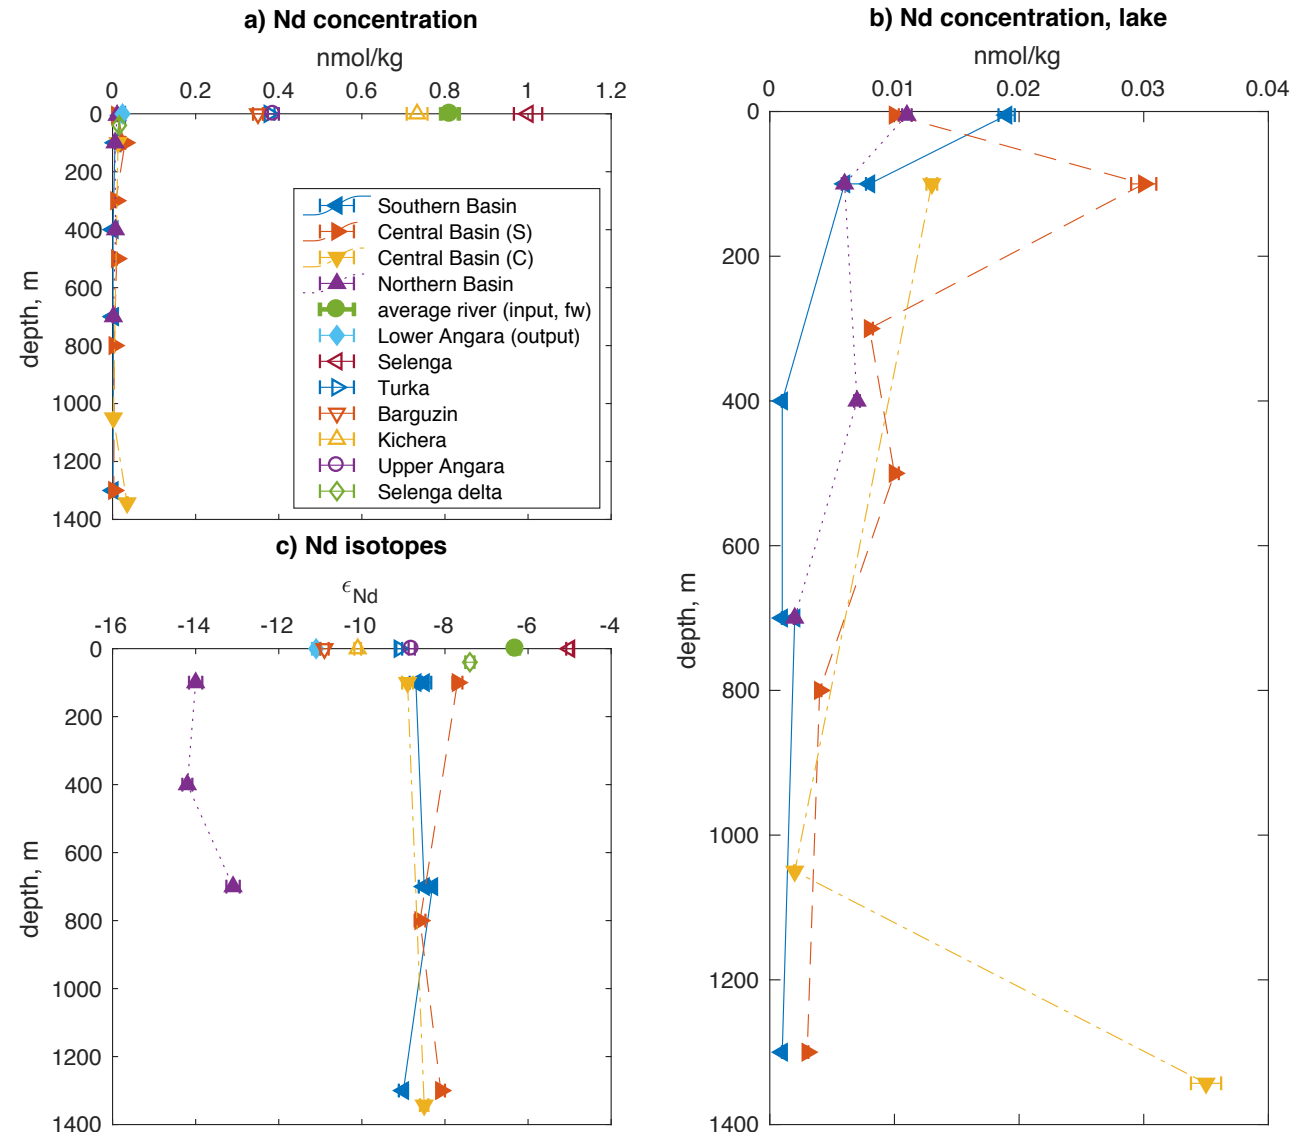 a) Nd concentration
nmol/kg
0 0.2 0.4 0.6 0.8 1 1.2
0
200
400
600
800
1000
1200
1400
depth, m
Southern Basin
Central Basin (S)
Central Basin (C)
Northern Basin
average river (input, fw)
Lower Angara (output)
Selenga
Turka
Barguzin
Kichera
Upper Angara
Selenga delta
c) Nd isotopes
ϵNd
-16 -14 -12 -10 -8 -6 -4
0
200
400
600
800
1000
1200
1400
depth, m
b) Nd concentration, lake
nmol/kg
0 0.01 0.02 0.03 0.04
0
200
400
600
800
1000
1200
1400
depth, m